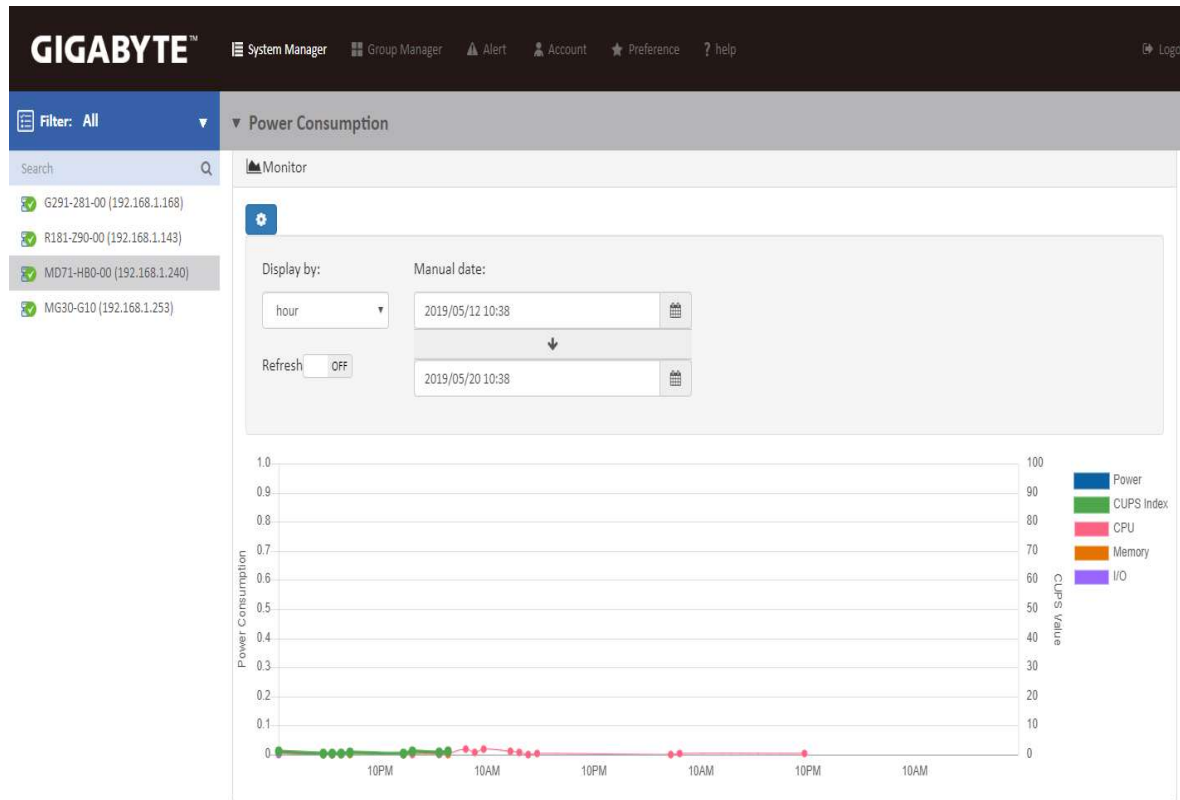 GIGABYTE™
System Manager Group Manager Alert Account Preference ? help Logo
Filter: All
Power Consumption
Search
Monitor
G291-281-00 (192.168.1.168)
R181-Z90-00 (192.168.1.143)
MD71-HB0-00 (192.168.1.240)
MG30-G10 (192.168.1.253)
Display by:
Manual date:
hour
2019/05/12 10:38
Refresh OFF
2019/05/20 10:38
1.0
0.9
0.8
0.7
0.6
0.5
0.4
0.3
0.2
0.1
0
Power Consumption
100
90
80
70
60
50
40
30
20
10
0
CUPS Value
10PM 10AM 10PM 10AM 10PM 10AM
Power
CUPS Index
CPU
Memory
I/O